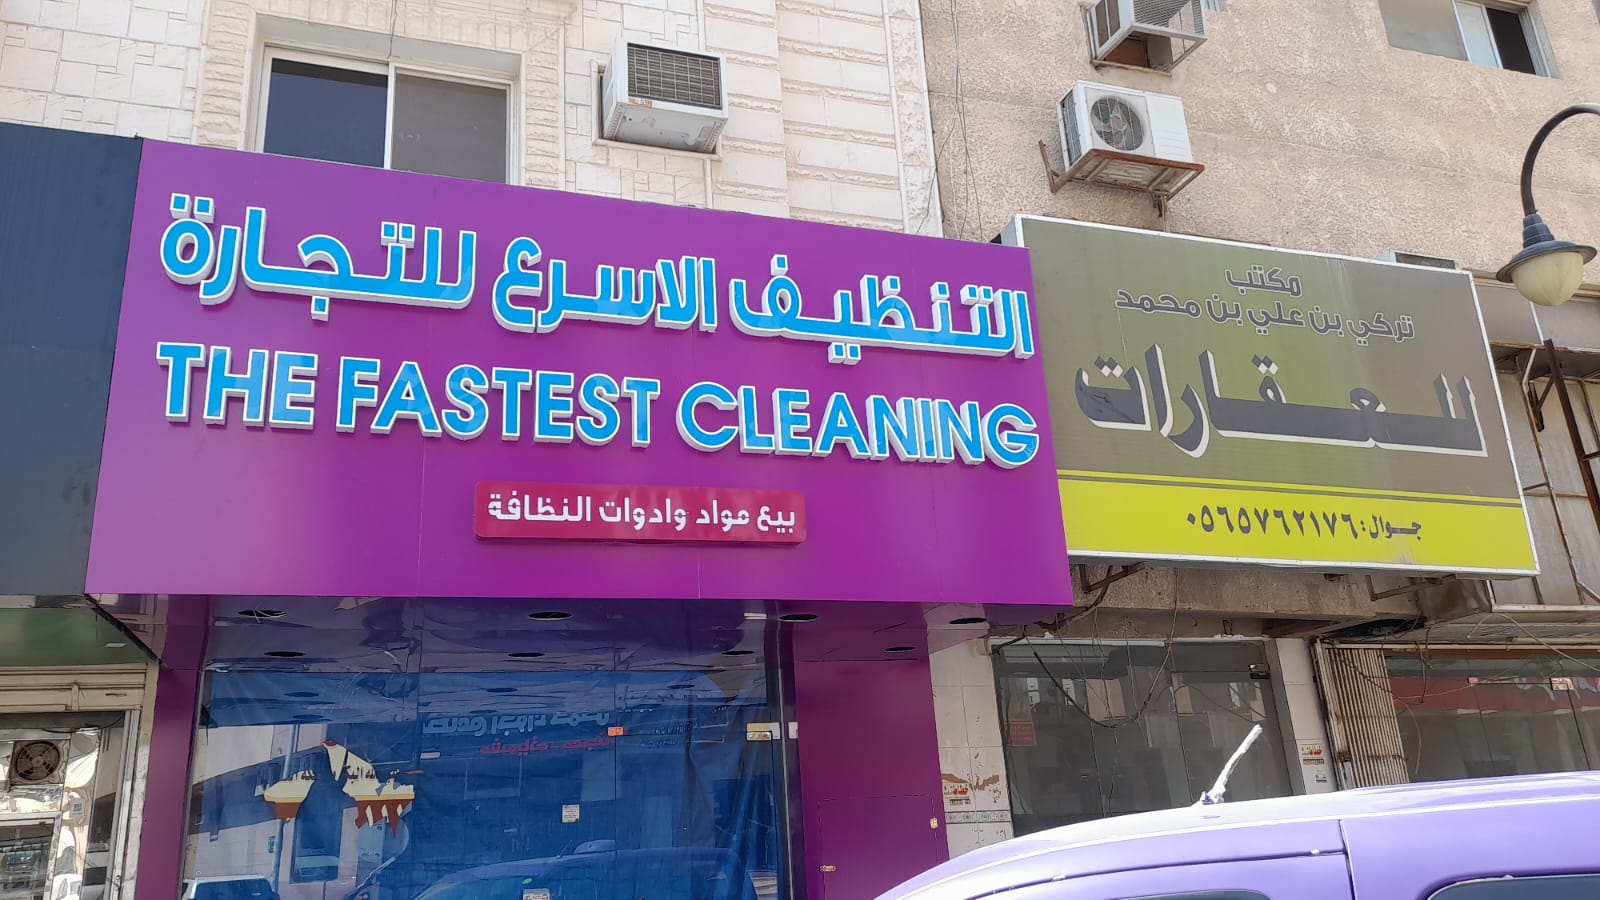 التنظيف الاسرع للتجارة
THE FASTEST CLEANING
بيع مواد وادوات النظافة
مكتب
تركي بن علي بن محمد
للعقارات
جوال: ٠٥٦٥٧٦٢١٧٦